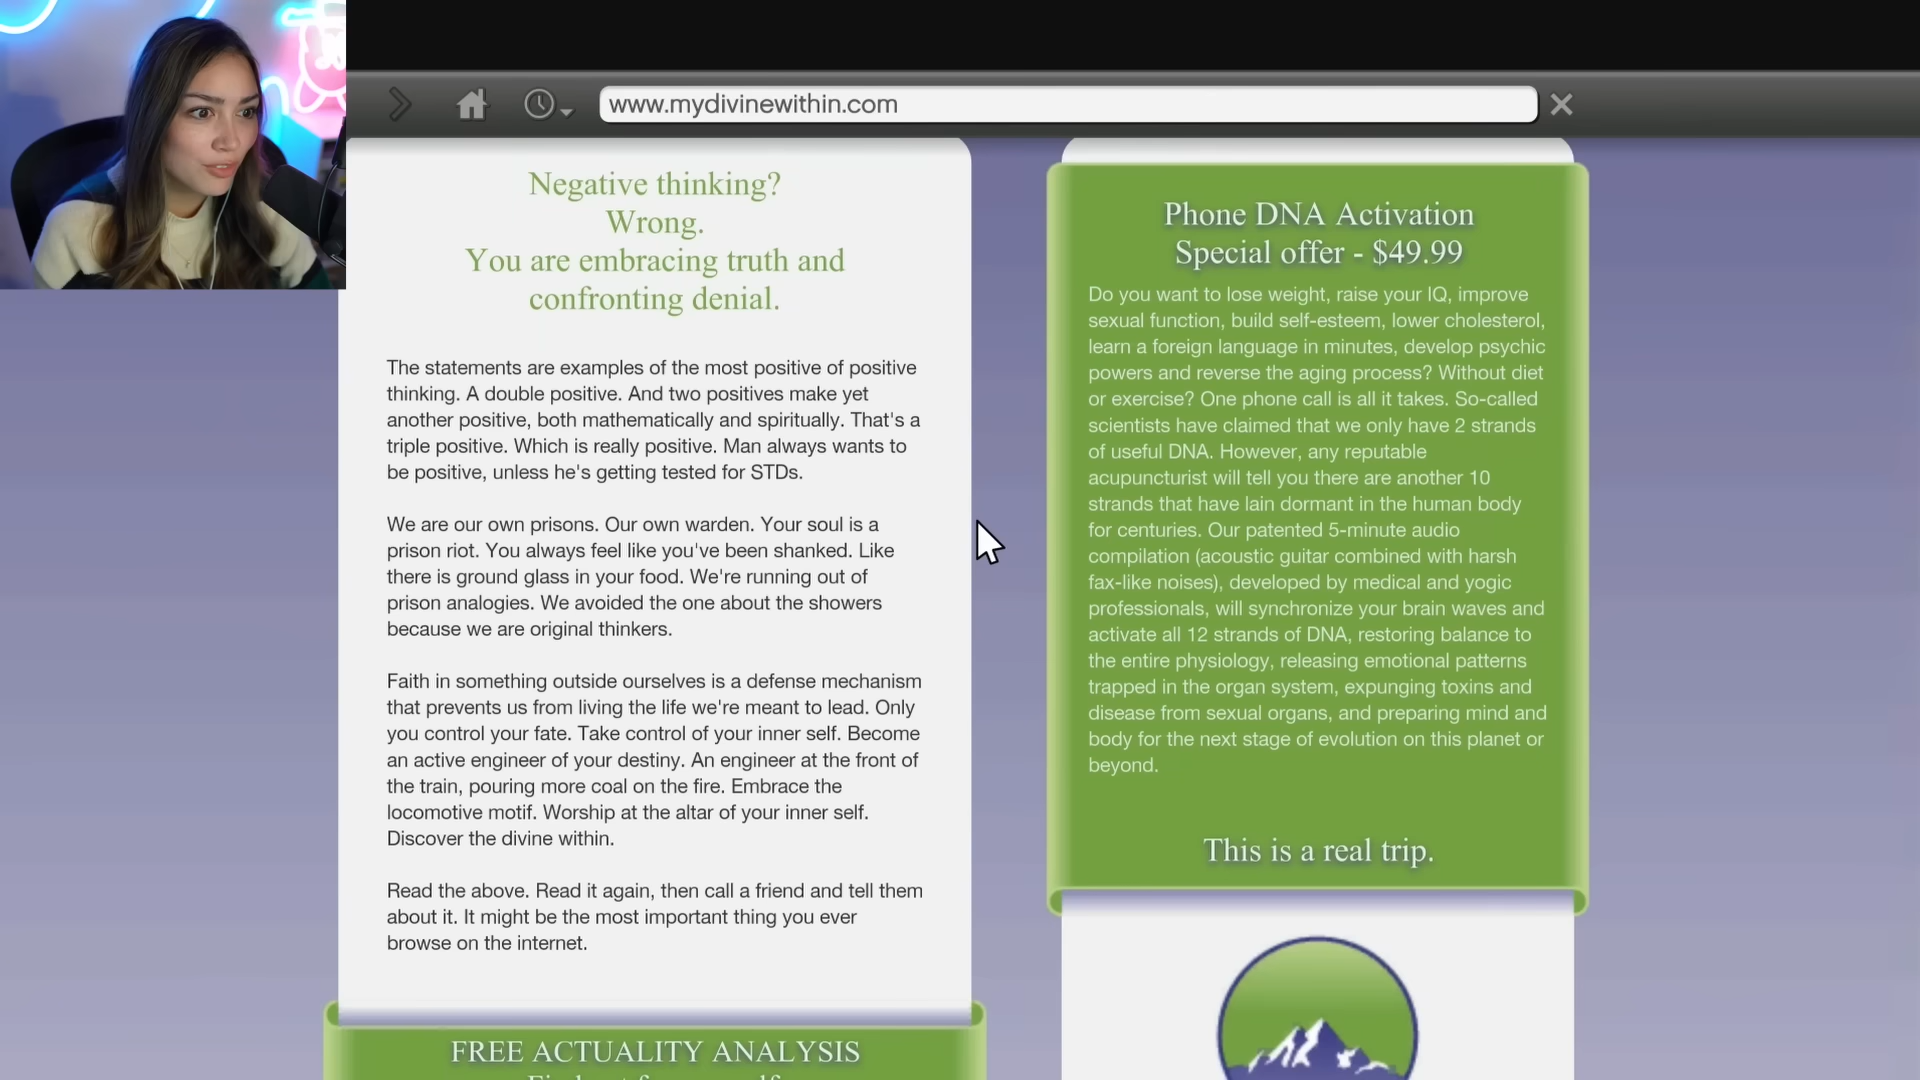 www.mydivinewithin.com
Negative thinking?
Wrong.
You are embracing truth and
confronting denial.
The statements are examples of the most positive of positive
thinking. A double positive. And two positives make yet
another positive, both mathematically and spiritually. That's a
triple positive. Which is really positive. Man always wants to
be positive, unless he's getting tested for STDs.
We are our own prisons. Our own warden. Your soul is a
prison riot. You always feel like you've been shanked. Like
there is ground glass in your food. We're running out of
prison analogies. We avoided the one about the showers
because we are original thinkers.
Faith in something outside ourselves is a defense mechanism
that prevents us from living the life we're meant to lead. Only
you control your fate. Take control of your inner self. Become
an active engineer of your destiny. An engineer at the front of
the train, pouring more coal on the fire. Embrace the
locomotive motif. Worship at the altar of your inner self.
Discover the divine within.
Read the above. Read it again, then call a friend and tell them
about it. It might be the most important thing you ever
browse on the internet.
FREE ACTUALITY ANALYSIS
Phone DNA Activation
Special offer - $49.99
Do you want to lose weight, raise your IQ, improve
sexual function, build self-esteem, lower cholesterol,
learn a foreign language in minutes, develop psychic
powers and reverse the aging process? Without diet
or exercise? One phone call is all it takes. So-called
scientists have claimed that we only have 2 strands
of useful DNA. However, any reputable
acupuncturist will tell you there are another 10
strands that have lain dormant in the human body
for centuries. Our patented 5-minute audio
compilation (acoustic guitar combined with harsh
fax-like noises), developed by medical and yogic
professionals, will synchronize your brain waves and
activate all 12 strands of DNA, restoring balance to
the entire physiology, releasing emotional patterns
trapped in the organ system, expunging toxins and
disease from sexual organs, and preparing mind and
body for the next stage of evolution on this planet or
beyond.
This is a real trip.